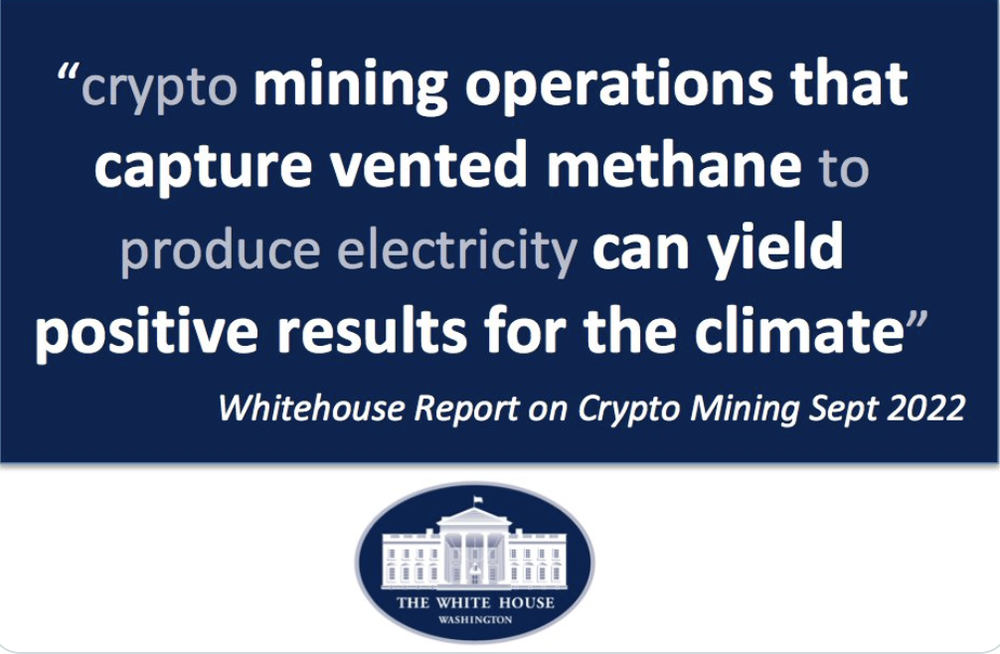 “crypto mining operations that
capture vented methane to
produce electricity can yield
positive results for the climate”
Whitehouse Report on Crypto Mining Sept 2022
THE WHITE HOUSE
WASHINGTON